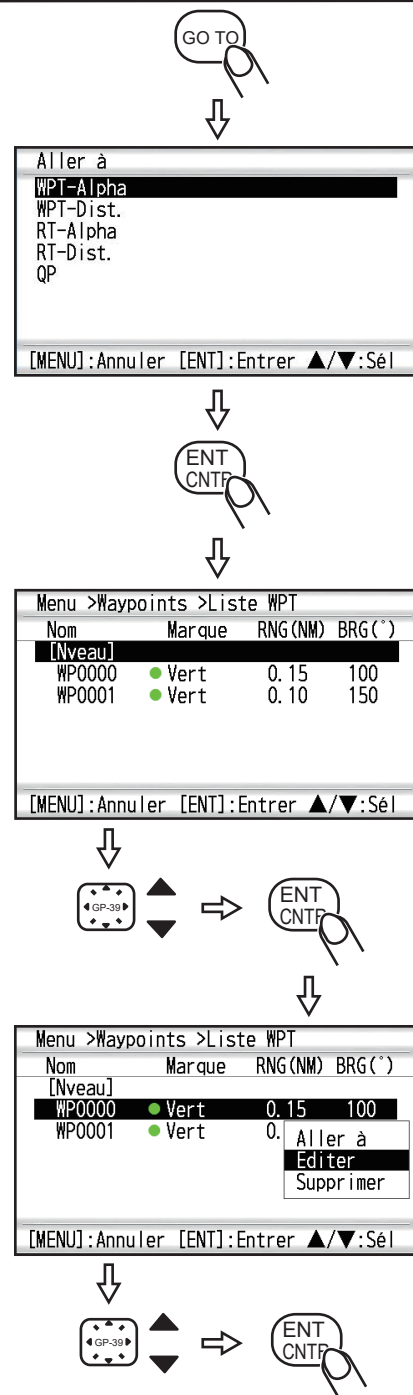 GO TO
Aller à
WPT-Alpha
WPT-Dist.
RT-Alpha
RT-Dist.
QP
[MENU]:Annuler [ENT]:Entrer ▲/▼:Sél
ENT
CNTR
Menu >Waypoints >Liste WPT
Nom Marque RNG(NM) BRG(°)
[Nveau]
WP0000 ● Vert 0.15 100
WP0001 ● Vert 0.10 150
[MENU]:Annuler [ENT]:Entrer ▲/▼:Sél
GP-39
ENT
CNTR
Menu >Waypoints >Liste WPT
Nom Marque RNG(NM) BRG(°)
[Nveau]
WP0000 ● Vert 0.15 100
WP0001 ● Vert 0.
Aller à
Editer
Supprimer
[MENU]:Annuler [ENT]:Entrer ▲/▼:Sél
GP-39
ENT
CNTR